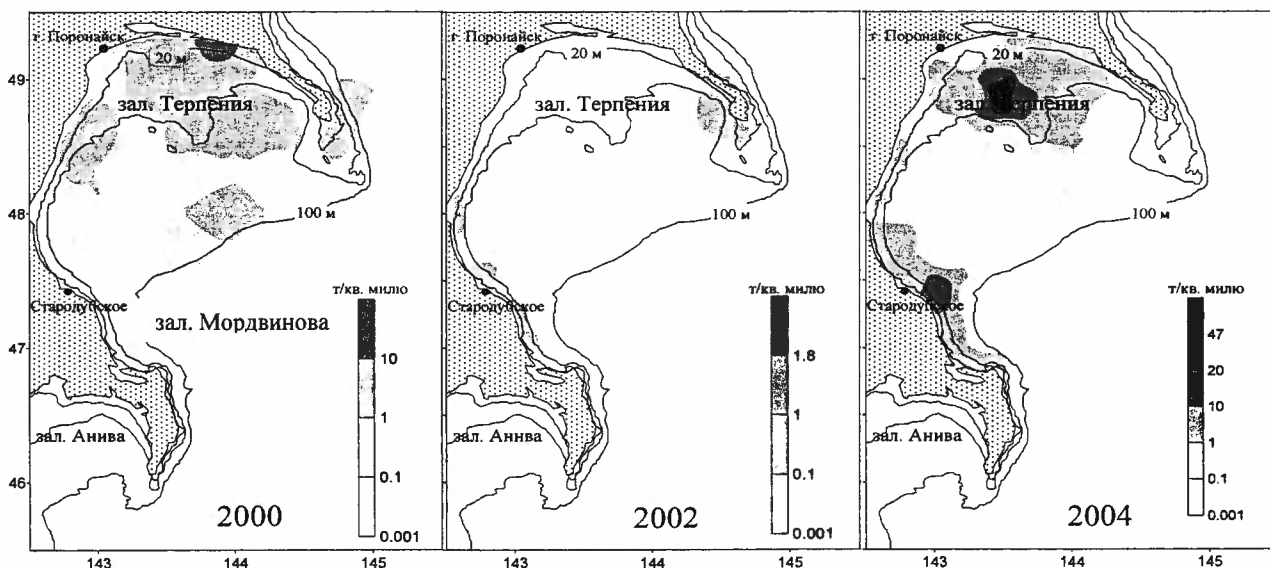 г. Поронайск
20 м
49
зал. Терпения
48
100 м
т/кв. милю
Стародубское
зал. Мордвинова
47
10
1
зал. Анива
0.1
46
2000
0.001
143
144
145
г. Поронайск
20 м
зал. Терпения
100 м
т/кв. милю
Стародубское
1.8
1
зал. Анива
0.1
2002
0.001
143
144
145
г. Поронайск
20 м
зал. Терпения
100 м
т/кв. милю
Стародубское
47
20
10
1
зал. Анива
0.1
2004
0.001
143
144
145